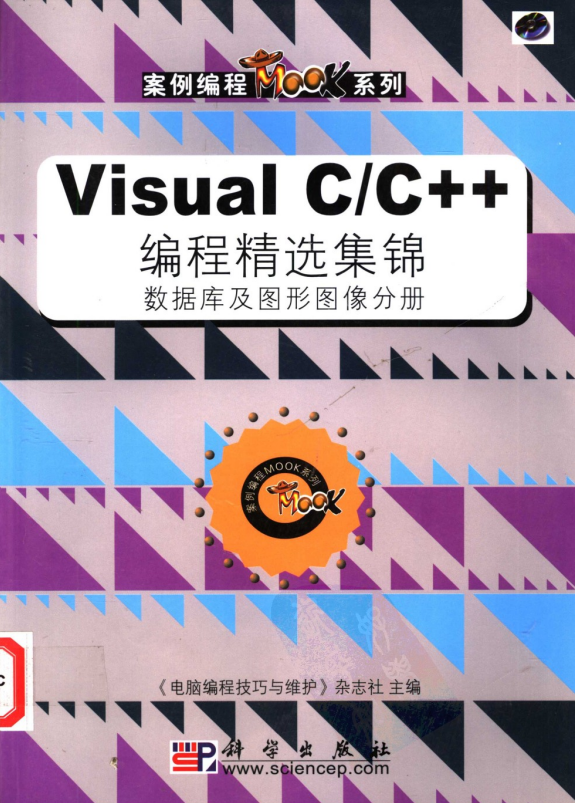 案例编程MOOK系列
Visual C/C++
编程精选集锦
数据库及图形图像分册
案例编程MOOK系列
MOOK
《电脑编程技巧与维护》杂志社 主编
科学出版社
www.sciencep.com
C